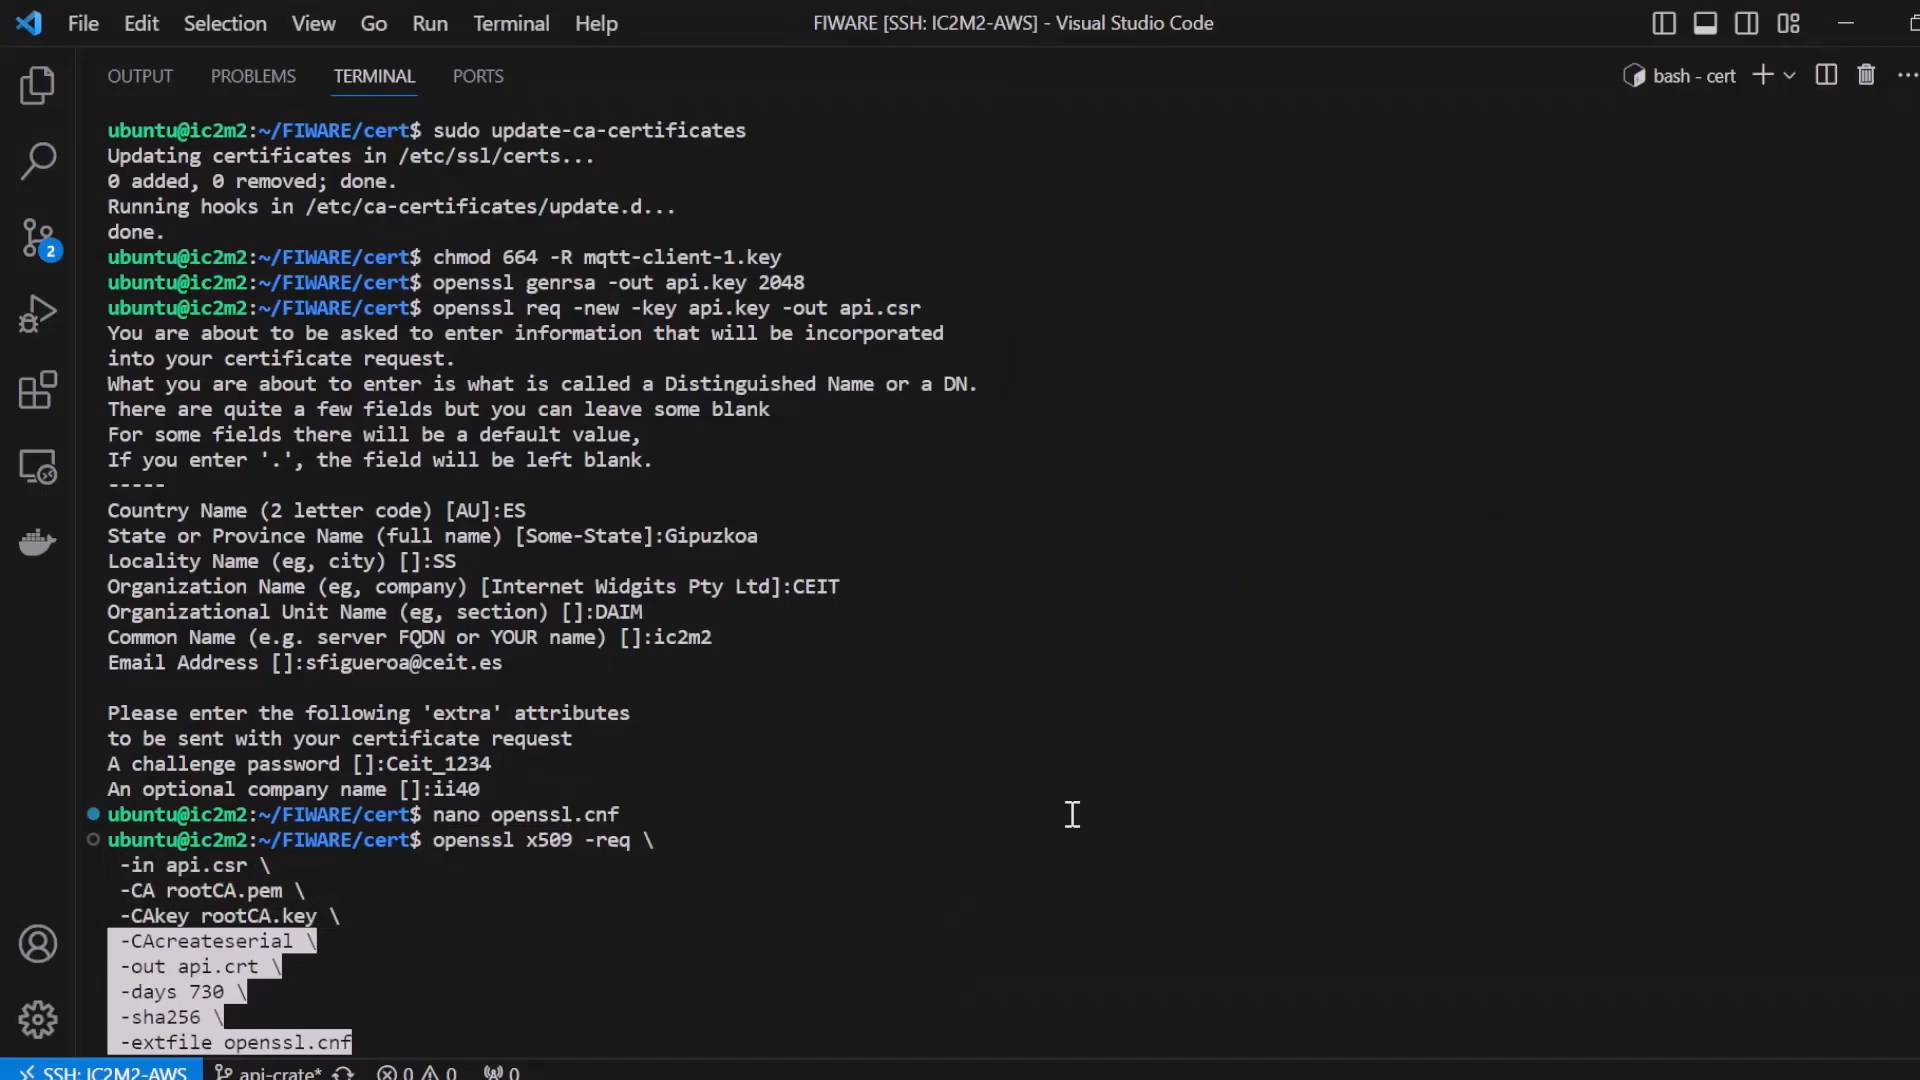 File Edit Selection View Go Run Terminal Help FIWARE [SSH: IC2M2-AWS] - Visual Studio Code
OUTPUT PROBLEMS TERMINAL PORTS bash - cert
ubuntu@ic2m2:~/FIWARE/cert$ sudo update-ca-certificates
Updating certificates in /etc/ssl/certs...
0 added, 0 removed; done.
Running hooks in /etc/ca-certificates/update.d...
done.
ubuntu@ic2m2:~/FIWARE/cert$ chmod 664 -R mqtt-client-1.key
ubuntu@ic2m2:~/FIWARE/cert$ openssl genrsa -out api.key 2048
ubuntu@ic2m2:~/FIWARE/cert$ openssl req -new -key api.key -out api.csr
You are about to be asked to enter information that will be incorporated
into your certificate request.
What you are about to enter is what is called a Distinguished Name or a DN.
There are quite a few fields but you can leave some blank
For some fields there will be a default value,
If you enter '.', the field will be left blank.
-----
Country Name (2 letter code) [AU]:ES
State or Province Name (full name) [Some-State]:Gipuzkoa
Locality Name (eg, city) []:SS
Organization Name (eg, company) [Internet Widgits Pty Ltd]:CEIT
Organizational Unit Name (eg, section) []:DAIM
Common Name (e.g. server FQDN or YOUR name) []:ic2m2
Email Address []:sfigueroa@ceit.es
Please enter the following 'extra' attributes
to be sent with your certificate request
A challenge password []:Ceit_1234
An optional company name []:ii40
ubuntu@ic2m2:~/FIWARE/cert$ nano openssl.cnf
ubuntu@ic2m2:~/FIWARE/cert$ openssl x509 -req \
-in api.csr \
-CA rootCA.pem \
-CAkey rootCA.key \
-CAcreateserial \
-out api.crt \
-days 730 \
-sha256 \
-extfile openssl.cnf
2
SSH: IC2M2-AWS api-crate* 0 0 0